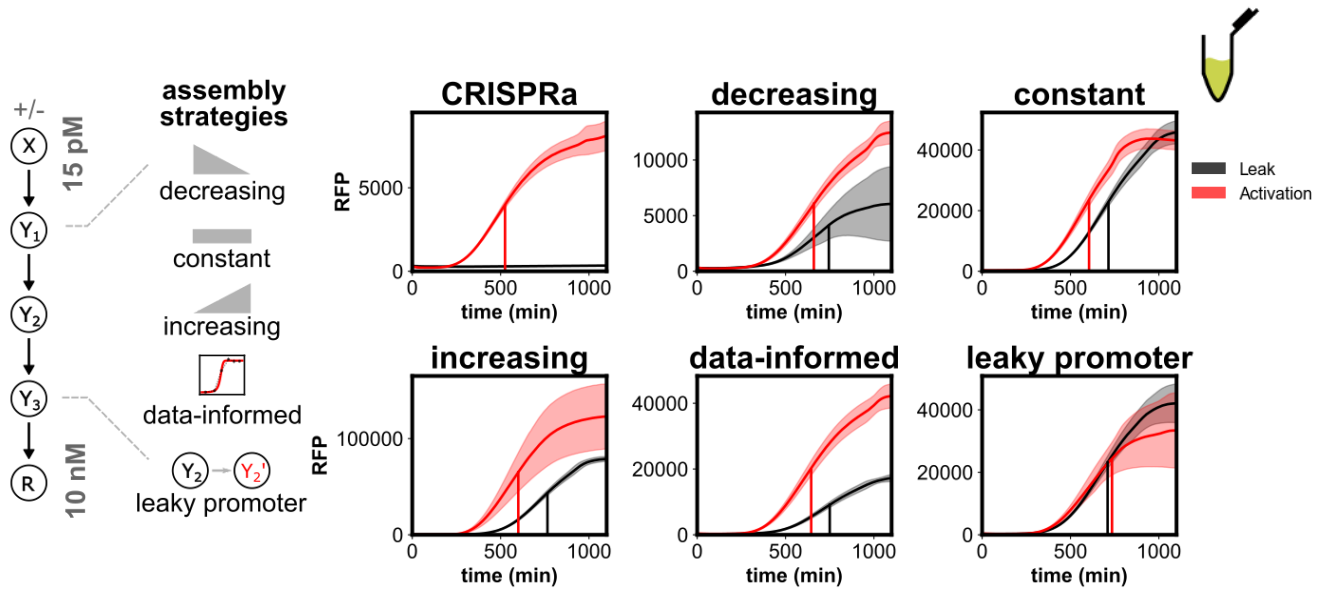 +/-
X
15 pM
Y1
Y2
Y3
R
10 nM
assembly
strategies
decreasing
constant
increasing
data-informed
Y2
Y2'
leaky promoter
CRISPRa
RFP
5000
0
0
500
1000
time (min)
decreasing
10000
5000
0
0
500
1000
time (min)
constant
40000
20000
0
0
500
1000
time (min)
Leak
Activation
increasing
RFP
100000
0
0
500
1000
time (min)
data-informed
40000
20000
0
0
500
1000
time (min)
leaky promoter
40000
20000
0
0
500
1000
time (min)